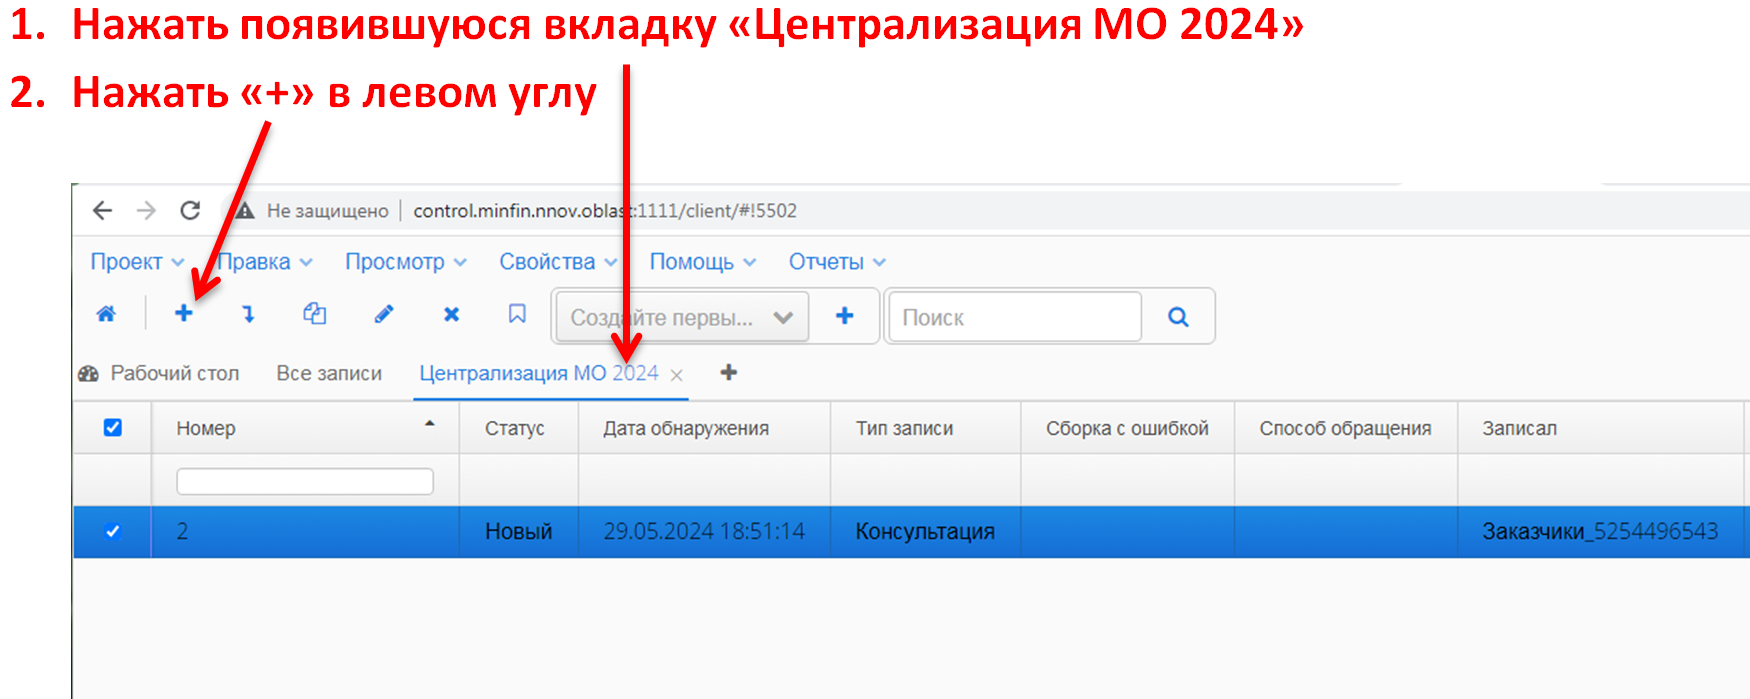 1. Нажать появившуюся вкладку «Централизация МО 2024»
2. Нажать «+» в левом углу
Не защищено | control.minfin.nnov.oblast:1111/client/#!5502
Проект Правка Просмотр Свойства Помощь Отчеты
Создайте первы... Поиск
Рабочий стол Все записи Централизация МО 2024
Номер Статус Дата обнаружения Тип записи Сборка с ошибкой Способ обращения Записал
2 Новый 29.05.2024 18:51:14 Консультация Заказчики_5254496543